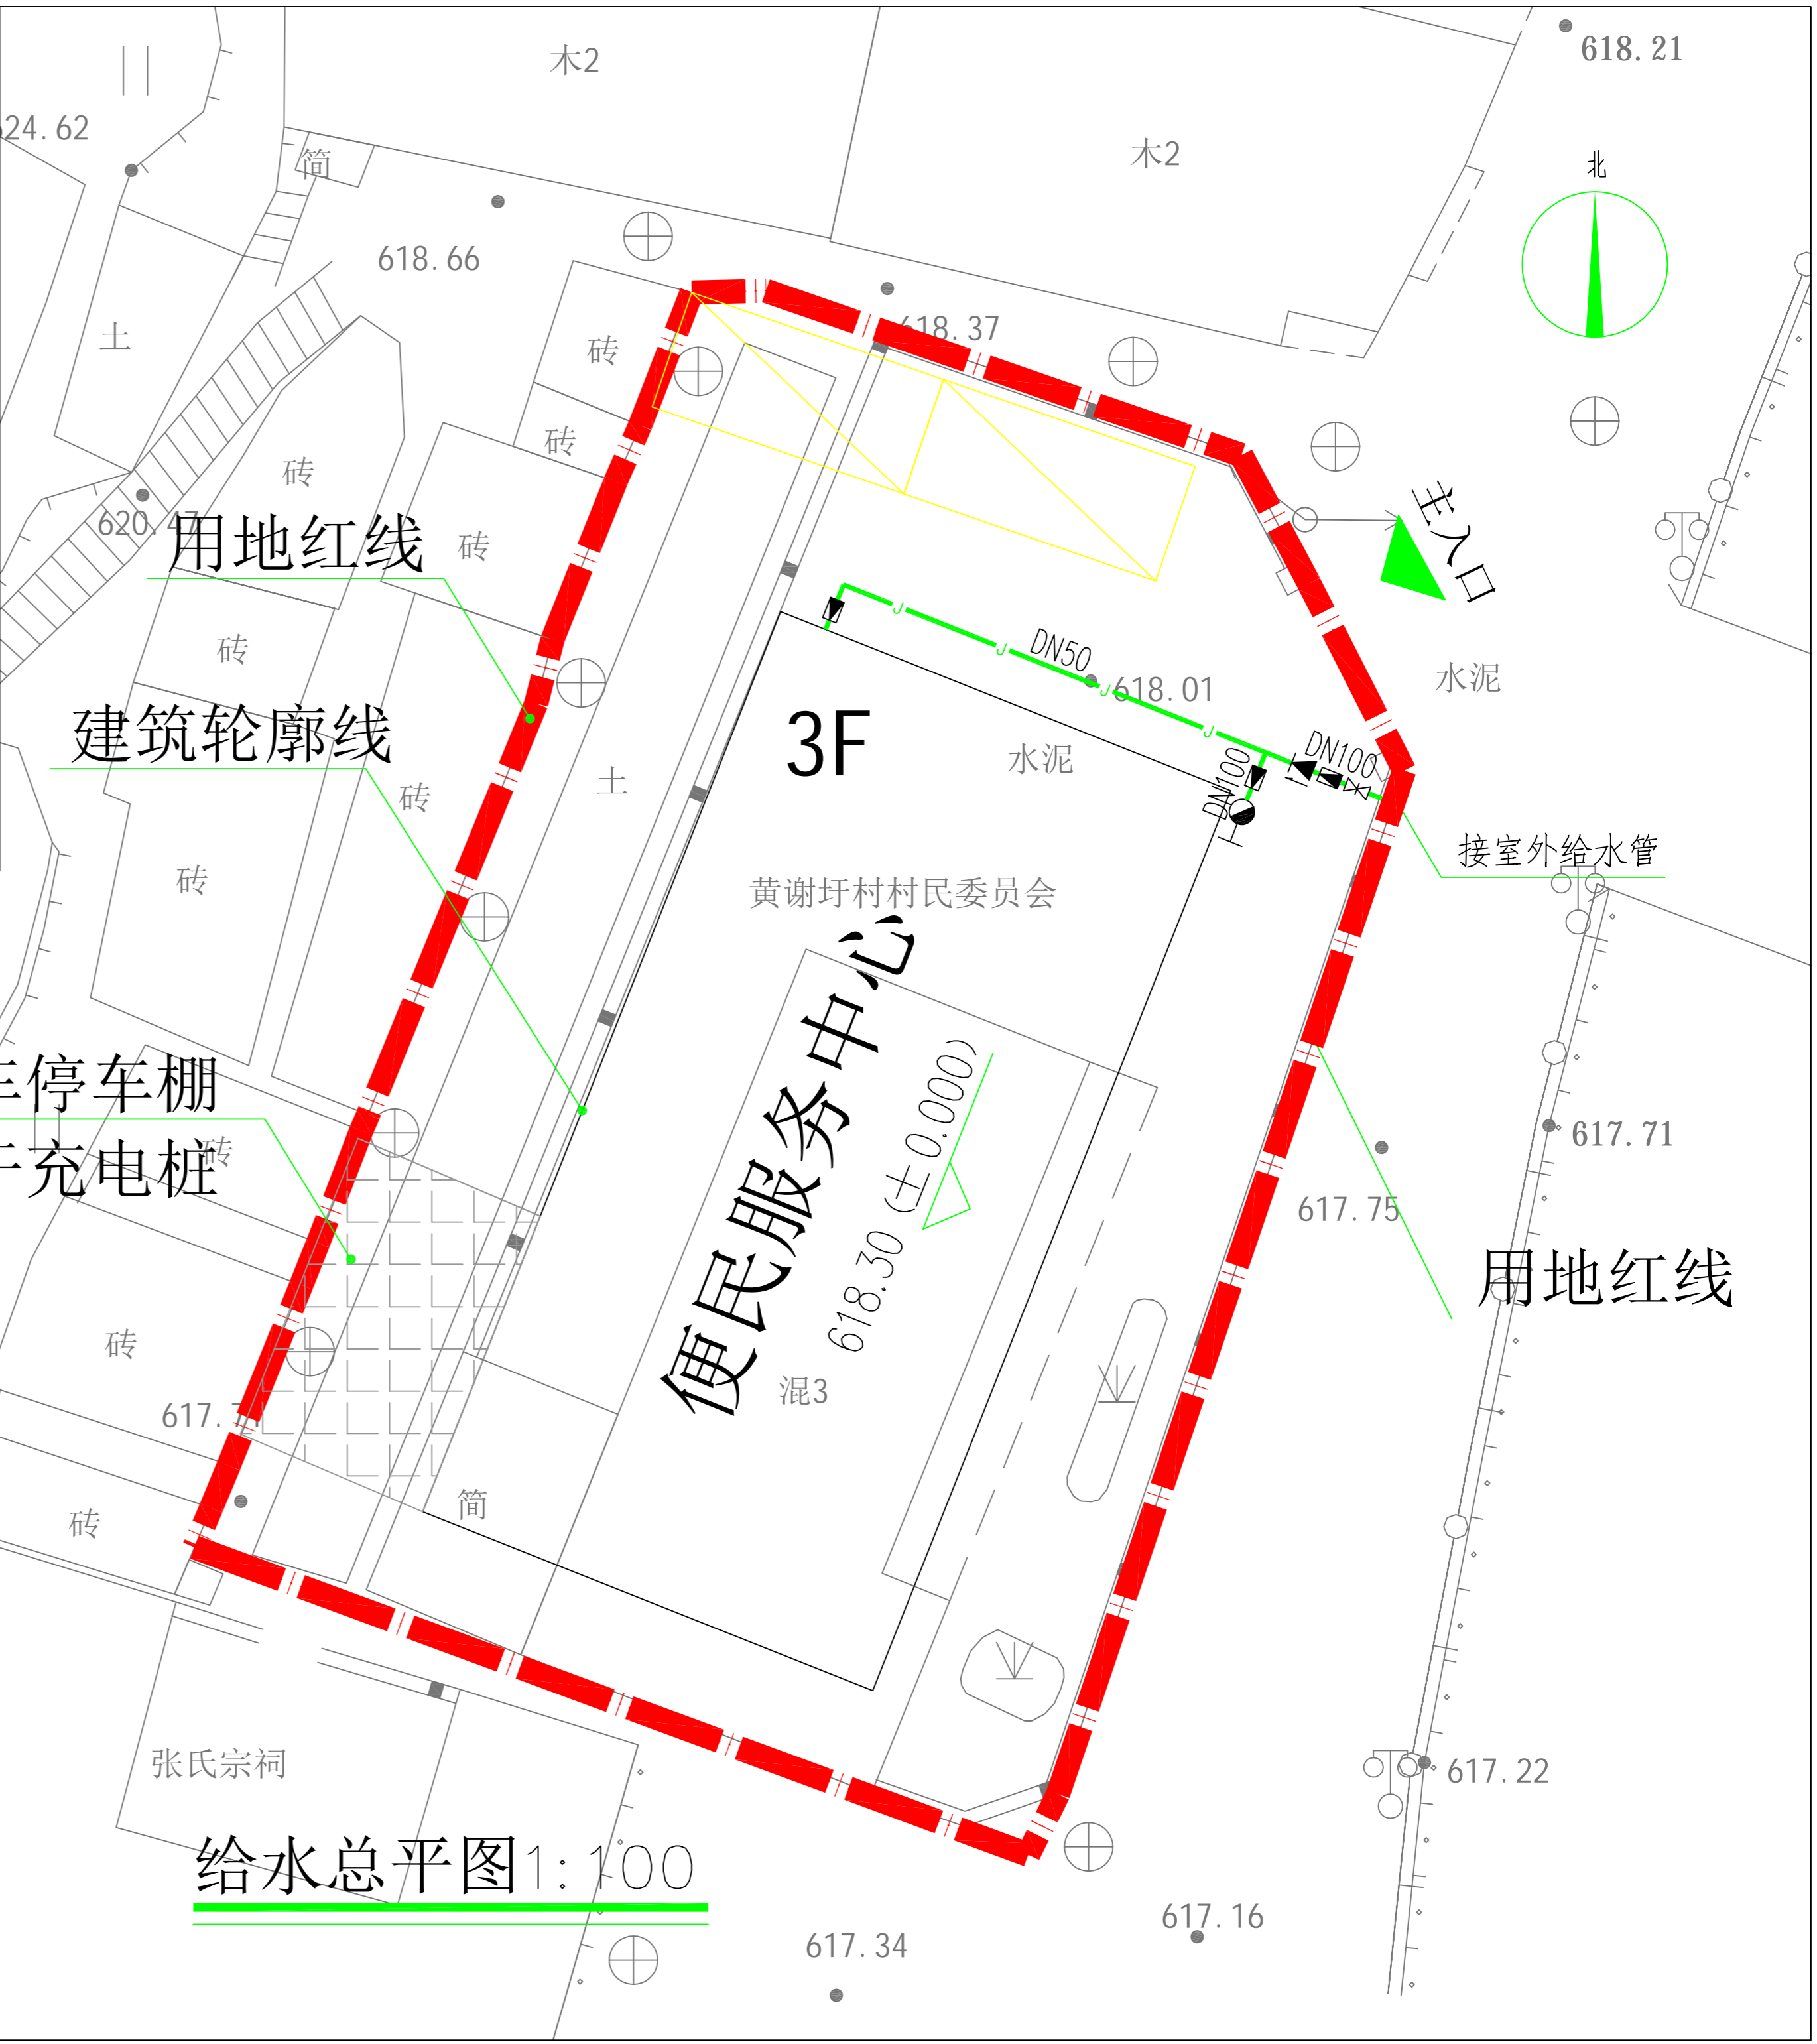 618.21
木2
24.62
木2
北
简
618.66
土
618.37
砖
砖
砖
主入口
620.47
用地红线
砖
砖
DN50
水泥
618.01
建筑轮廓线
3F
水泥
DN100
DN100
土
砖
接室外给水管
砖
黄谢圩村村民委员会
便民服务中心
618.30 (±0.000)
停车棚
充电桩
砖
617.71
617.75
用地红线
砖
混3
617.71
简
砖
张氏宗祠
617.22
给水总平图1:100
617.16
617.34
J
J
J
J